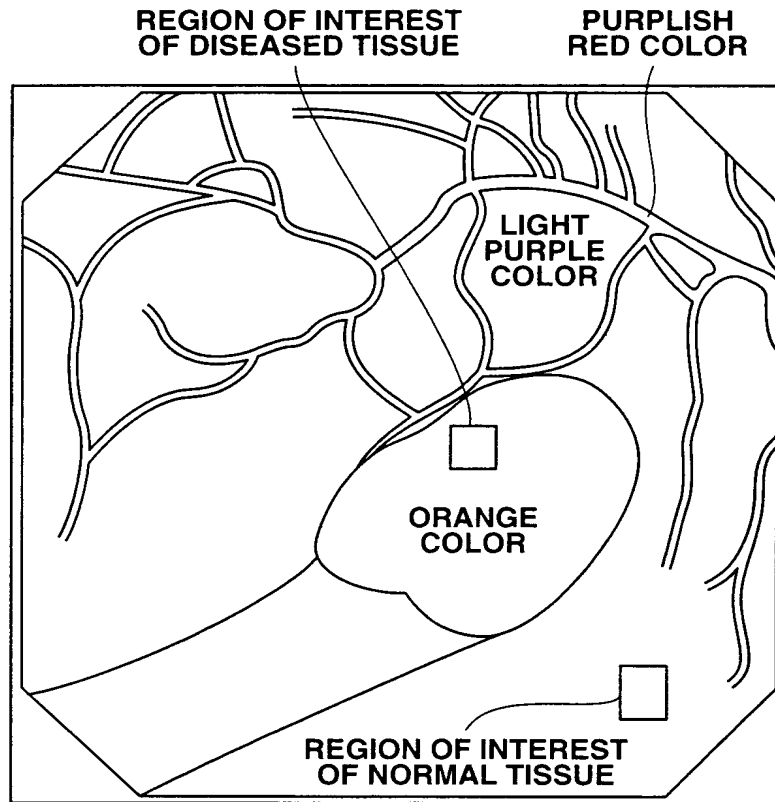 REGION OF INTEREST
OF DISEASED TISSUE
PURPLISH
RED COLOR
LIGHT
PURPLE
COLOR
ORANGE
COLOR
REGION OF INTEREST
OF NORMAL TISSUE